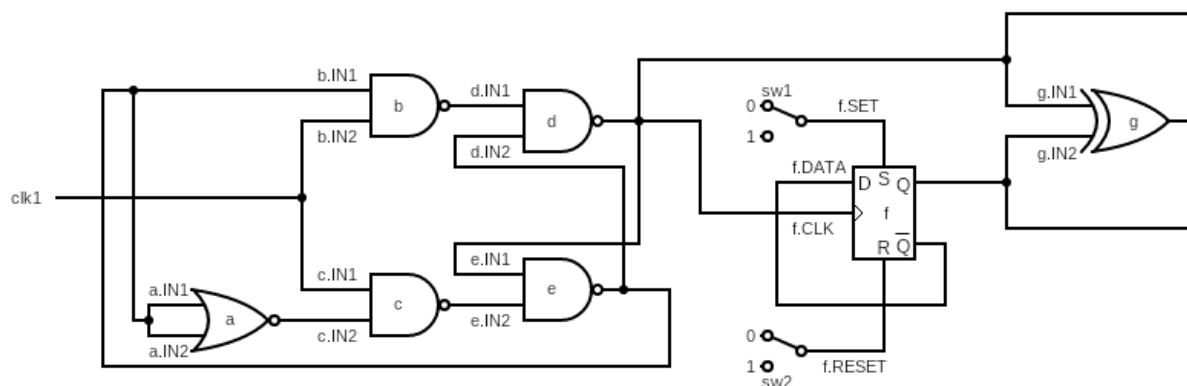 clk1
b.IN1
b.IN2
b
d.IN1
d.IN2
d
a.IN1
a.IN2
a
c.IN1
c.IN2
c
e.IN1
e.IN2
e
sw1
0
1
f.SET
f.DATA
f.CLK
D
S
Q
f
R
Q
0
1
sw2
f.RESET
g.IN1
g.IN2
g